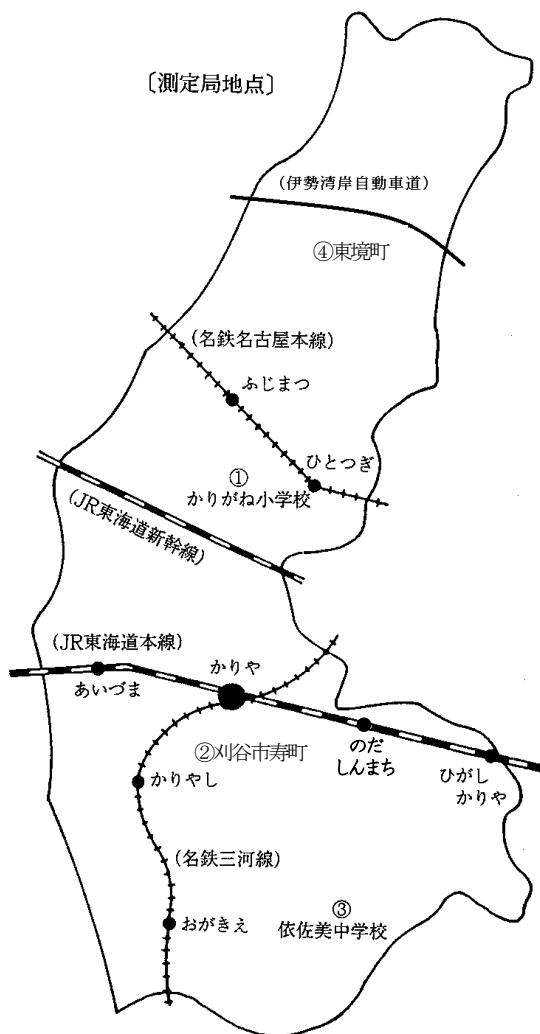 〔測定局地点〕
(伊勢湾岸自動車道)
④東境町
(名鉄名古屋本線)
ふじまつ
ひとつぎ
①
かりがね小学校
(JR東海道新幹線)
(JR東海道本線)
かりや
あいづま
②刈谷市寿町
のだ
しんまち
ひがし
かりや
かりやし
(名鉄三河線)
③
依佐美中学校
おがきえ